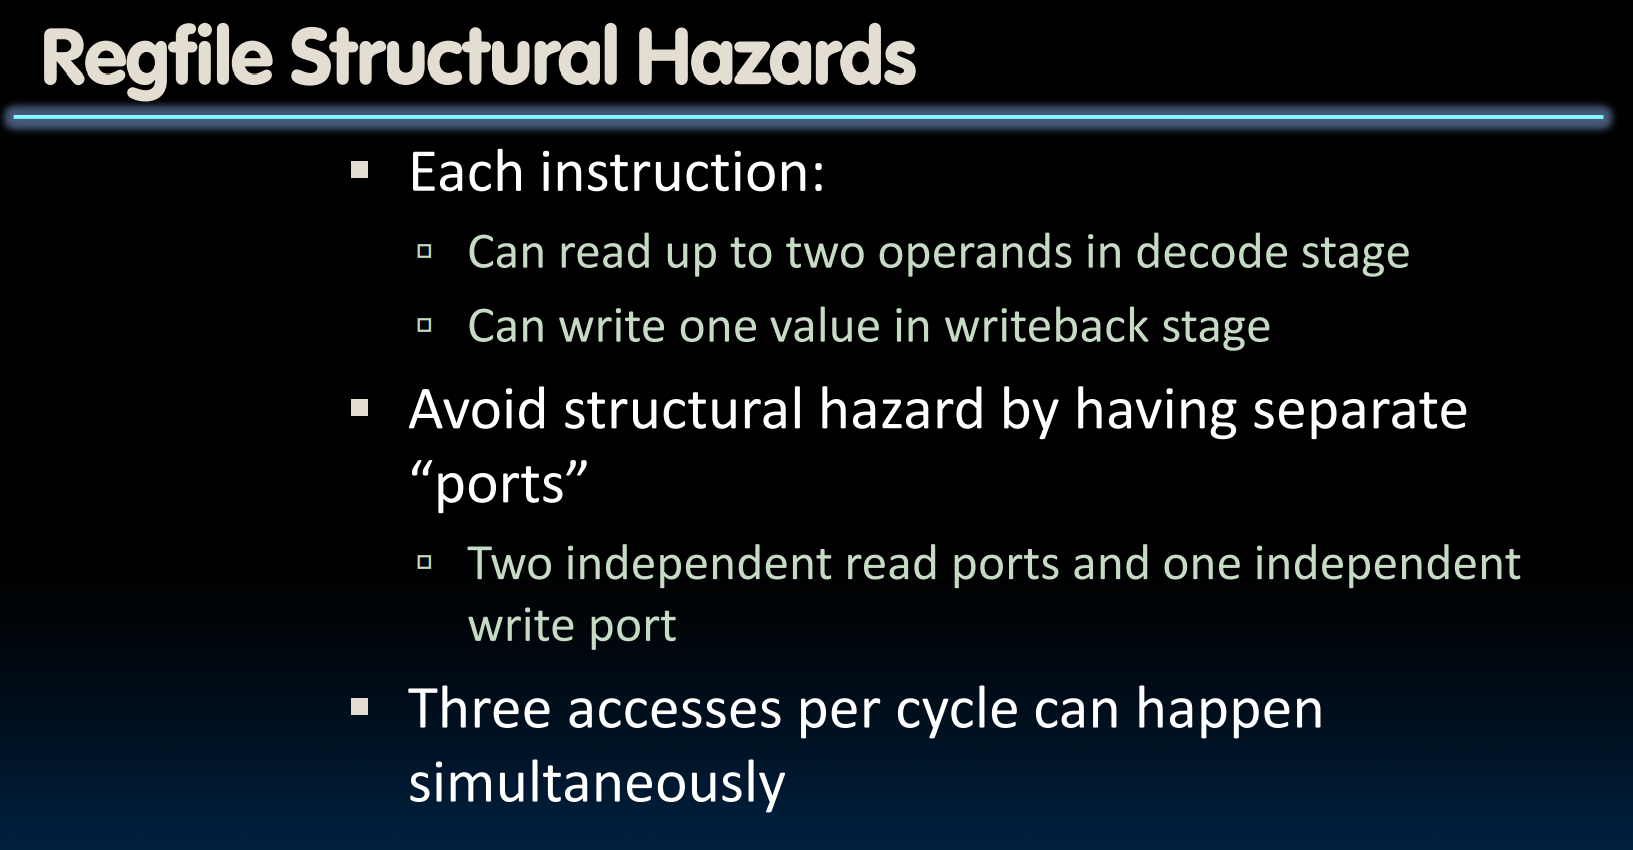 Regfile Structural Hazards
Each instruction:
Can read up to two operands in decode stage
Can write one value in writeback stage
Avoid structural hazard by having separate
“ports”
Two independent read ports and one independent
write port
Three accesses per cycle can happen
simultaneously